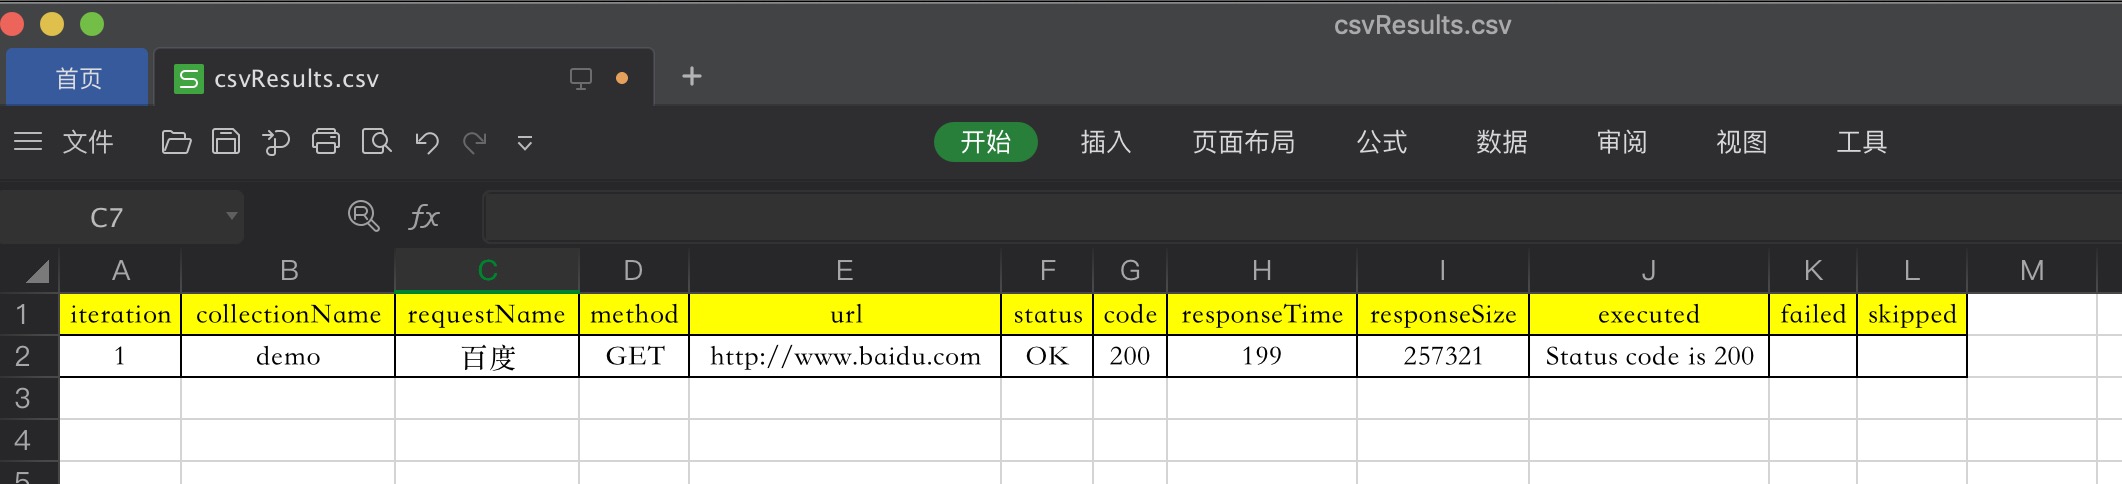 csvResults.csv
首页 csvResults.csv +
文件 开始 插入 页面布局 公式 数据 审阅 视图 工具
C7 fx
A B C D E F G H I J K L M
1 iteration collectionName requestName method url status code responseTime responseSize executed failed skipped
2 1 demo 百度 GET http://www.baidu.com OK 200 199 257321 Status code is 200
3
4
5